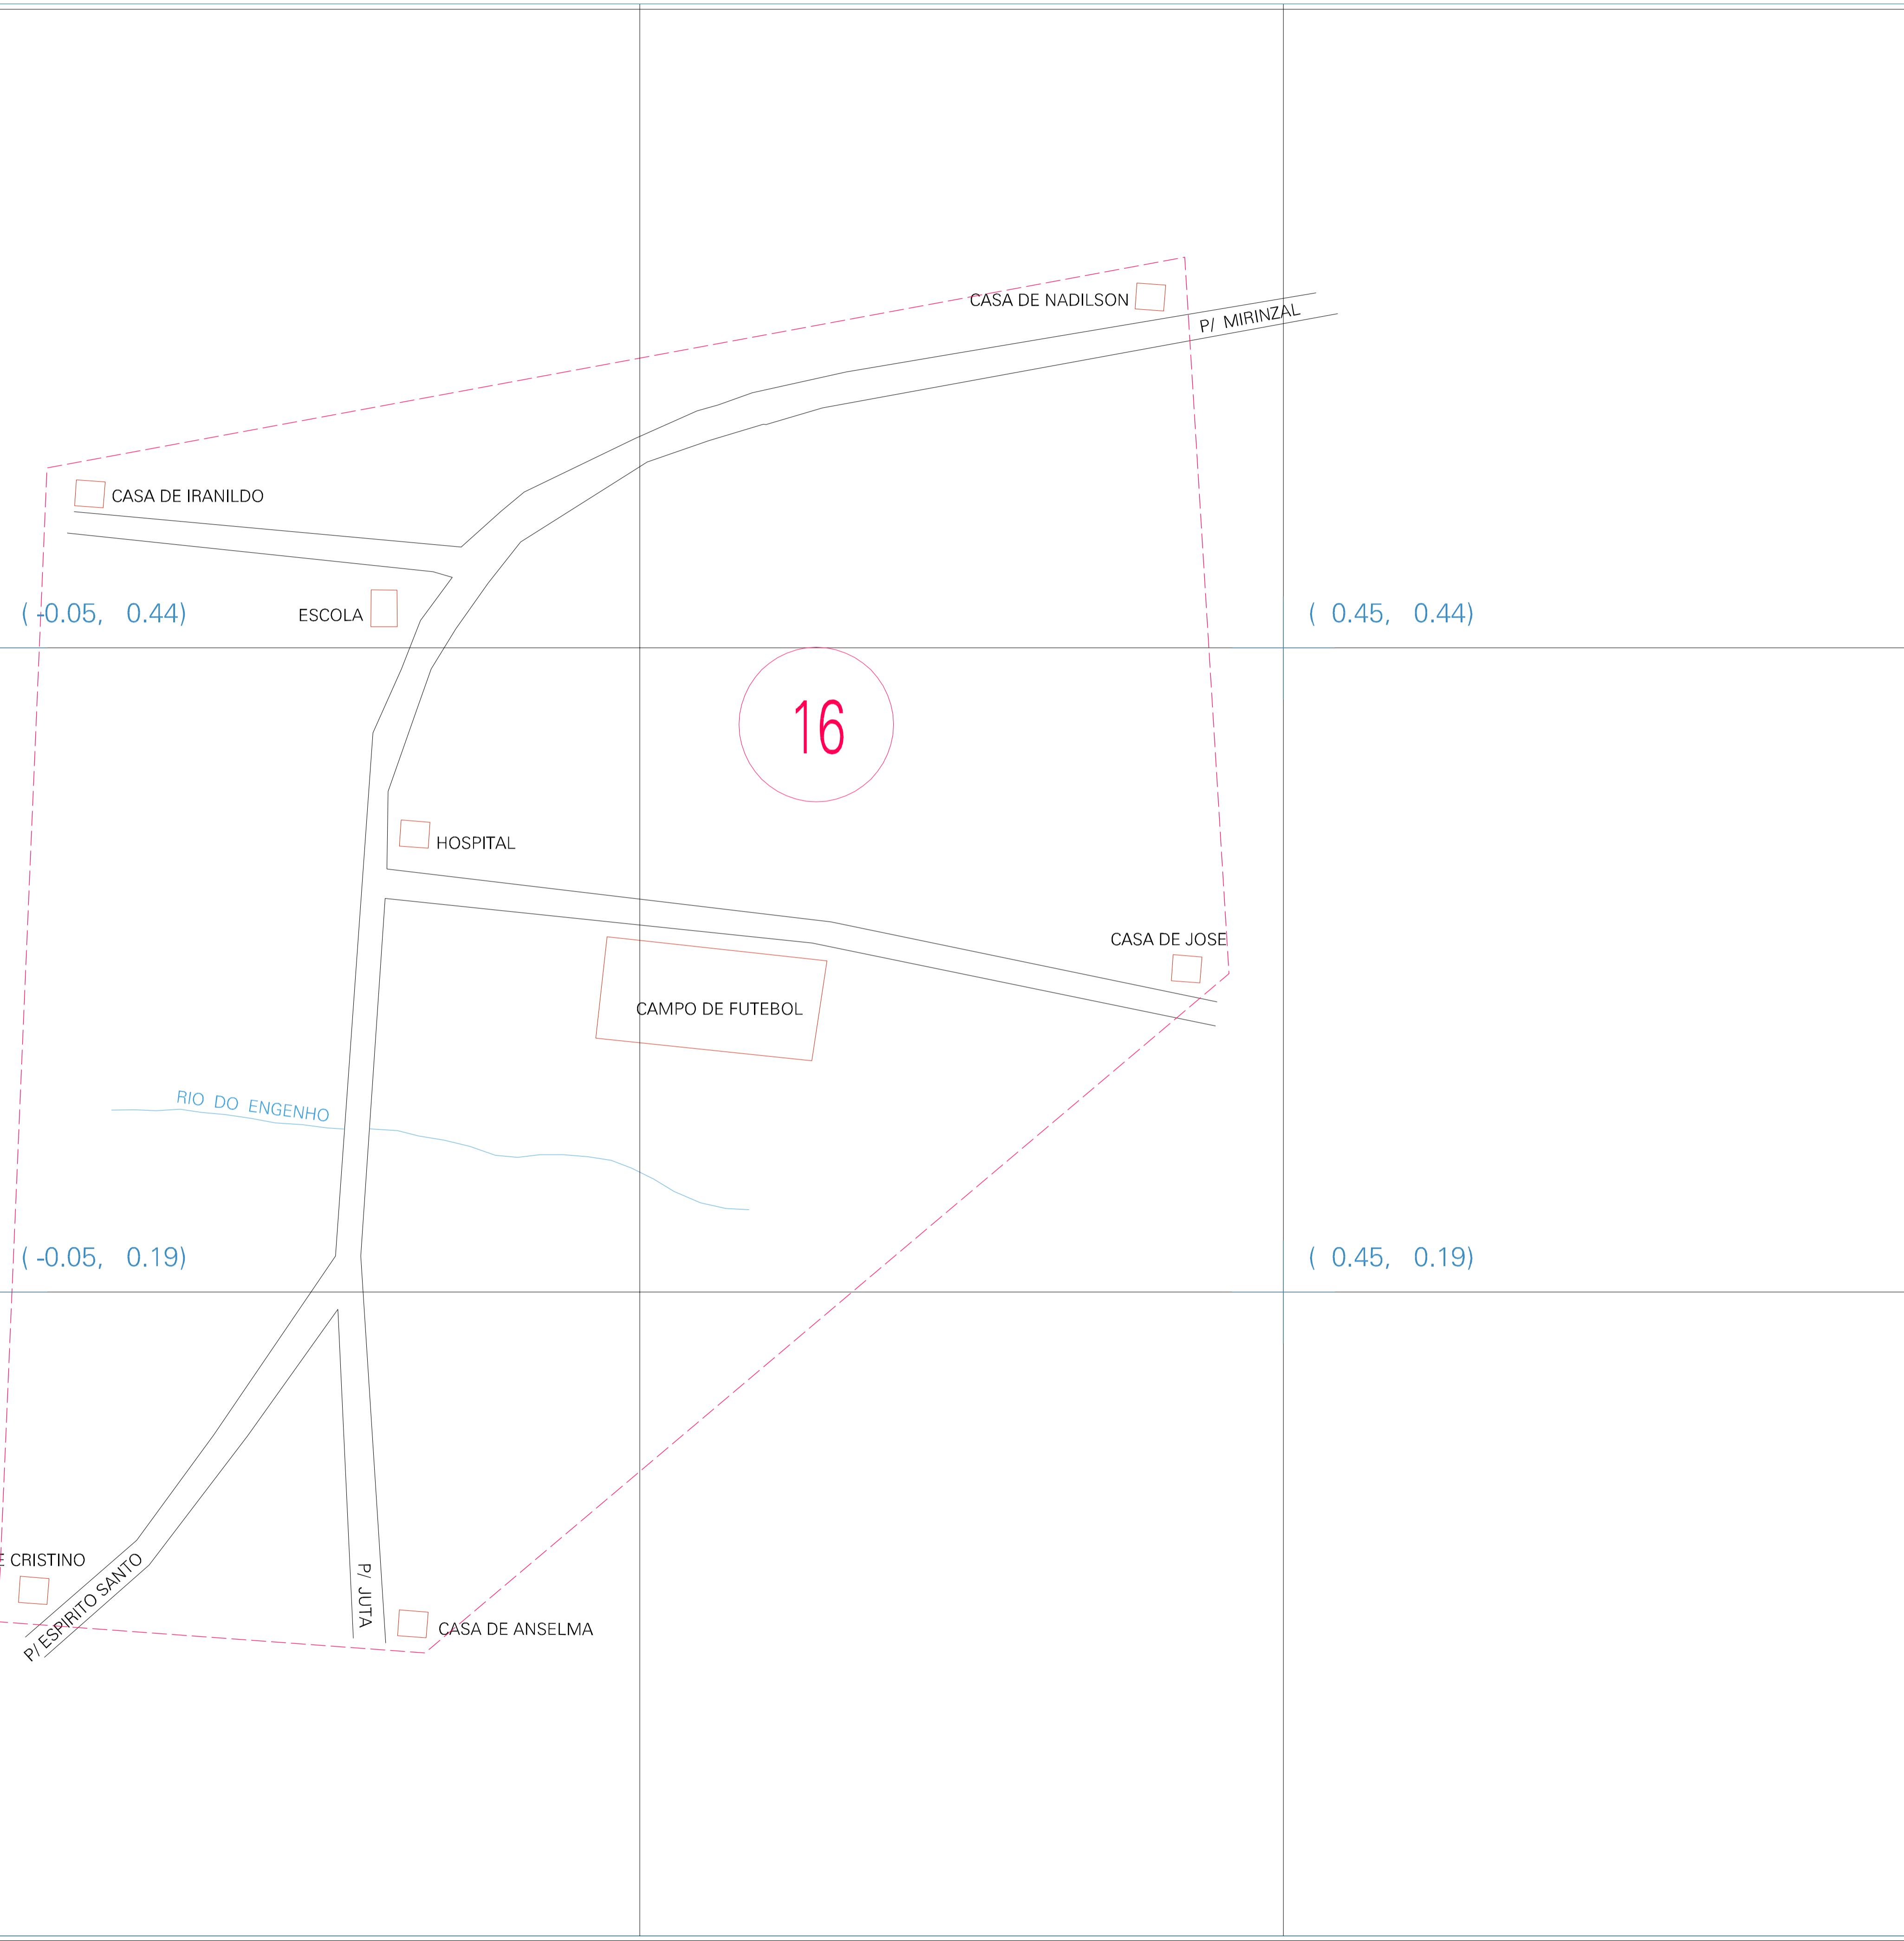 CASA DE NADILSON
P/ MIRINZAL
CASA DE IRANILDO
( -0.05, 0.44)
ESCOLA
( 0.45, 0.44)
16
HOSPITAL
CASA DE JOSE
CAMPO DE FUTEBOL
RIO DO ENGENHO
( -0.05, 0.19)
( 0.45, 0.19)
E CRISTINO
P/ ESPIRITO SANTO
P/ JUTA
CASA DE ANSELMA